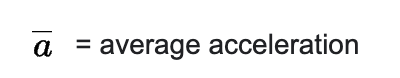 a̅ = average acceleration